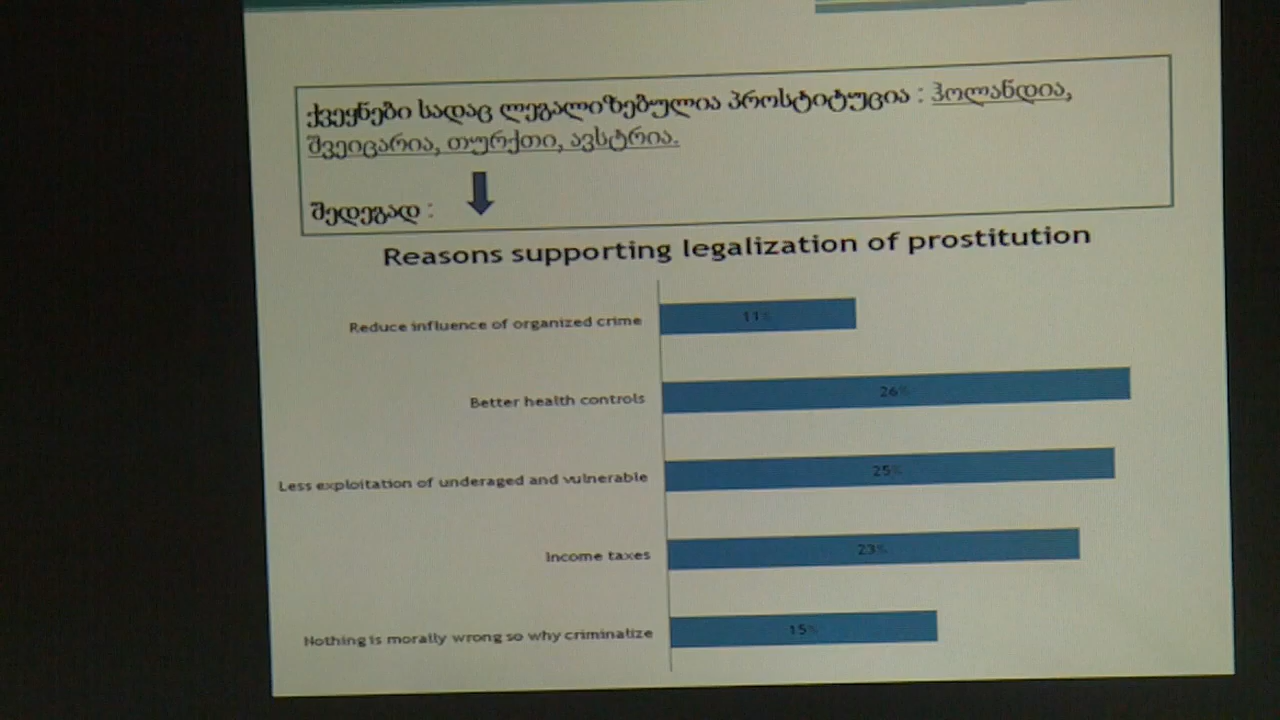 ქვეყნები სადაც ლეგალიზებულია პროსტიტუცია : ჰოლანდია,
შვეიცარია, თურქთი, ავსტრია.
შედეგად :
Reasons supporting legalization of prostitution
Reduce influence of organized crime 11%
Better health controls 26%
Less exploitation of underaged and vulnerable 25%
Income taxes 23%
Nothing is morally wrong so why criminalize 15%